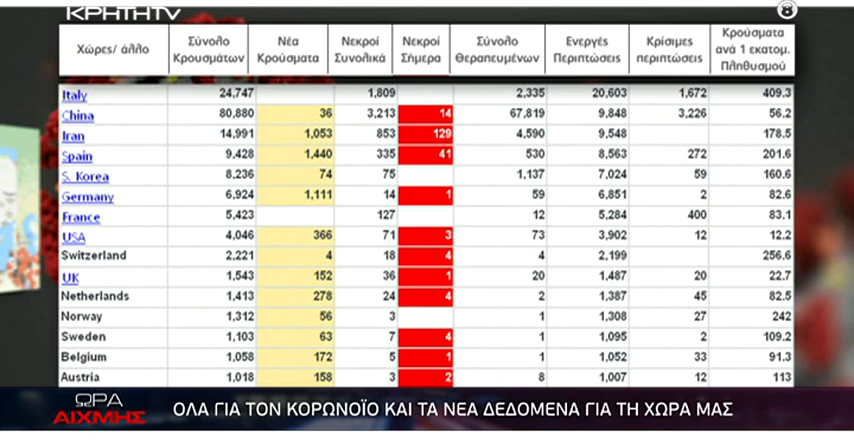 ΚΡΗΤΗTV
8
Χώρες/ άλλο Σύνολο Κρουσμάτων Νέα Κρούσματα Νεκροί Συνολικά Νεκροί Σήμερα Σύνολο Θεραπευμένων Ενεργές Περιπτώσεις Κρίσιμες περιπτώσεις Κρούσματα ανά 1 εκατομ. Πληθυσμού
Italy 24,747 1,809 2,335 20,603 1,672 409.3
China 80,880 36 3,213 14 67,819 9,848 3,226 56.2
Iran 14,991 1,053 853 129 4,590 9,548 178.5
Spain 9,428 1,440 335 41 530 8,563 272 201.6
S. Korea 8,236 74 75 1,137 7,024 59 160.6
Germany 6,924 1,111 14 1 59 6,851 2 82.6
France 5,423 127 12 5,284 400 83.1
USA 4,046 366 71 3 73 3,902 12 12.2
Switzerland 2,221 4 18 4 4 2,199 256.6
UK 1,543 152 36 1 20 1,487 20 22.7
Netherlands 1,413 278 24 4 2 1,387 45 82.5
Norway 1,312 56 3 1 1,308 27 242
Sweden 1,103 63 7 4 1 1,095 2 109.2
Belgium 1,058 172 5 1 1 1,052 33 91.3
Austria 1,018 158 3 2 8 1,007 12 113
ΩΡΑ
ΑΙΧΜΗΣ
ΟΛΑ ΓΙΑ ΤΟΝ ΚΟΡΩΝΟΪΟ ΚΑΙ ΤΑ ΝΕΑ ΔΕΔΟΜΕΝΑ ΓΙΑ ΤΗ ΧΩΡΑ ΜΑΣ